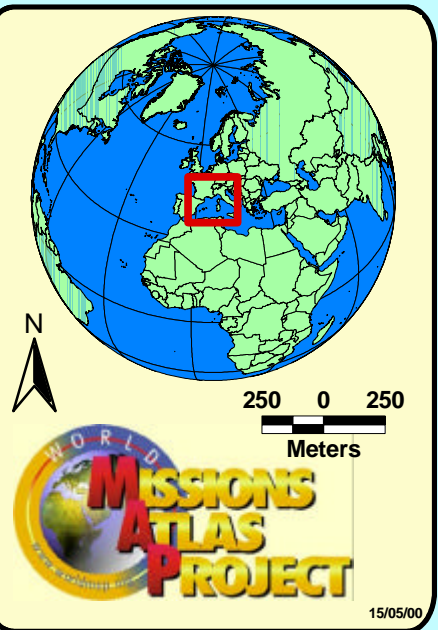 N
250 0 250
Meters
WORLD
MISSIONS
ATLAS
PROJECT
15/05/00